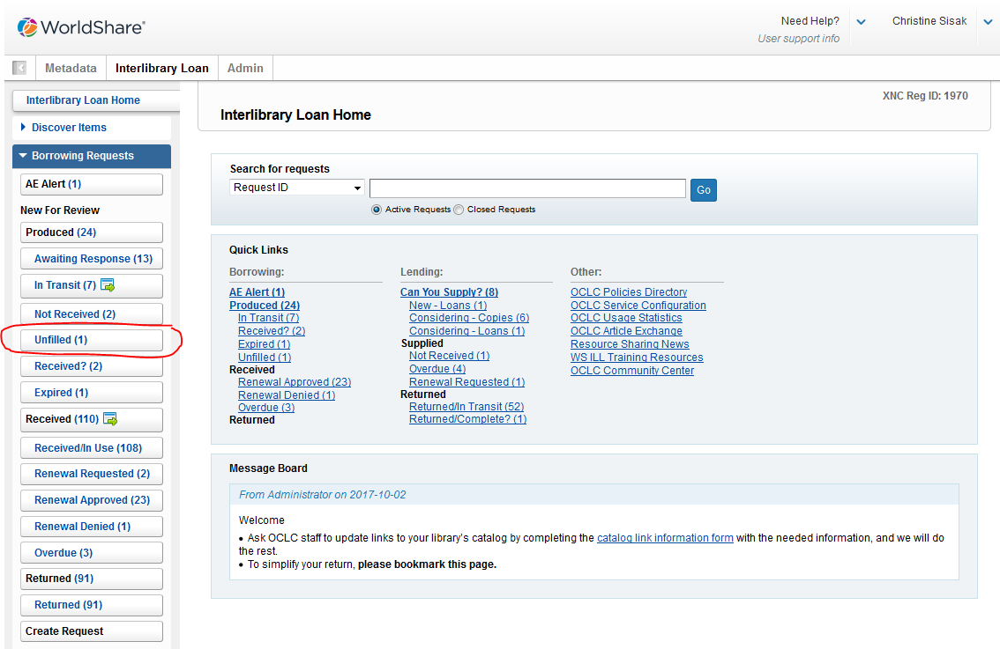 WorldShare®
Need Help?
User support info
Christine Sisak
Metadata
Interlibrary Loan
Admin
Interlibrary Loan Home
Discover Items
Borrowing Requests
AE Alert (1)
New For Review
Produced (24)
Awaiting Response (13)
In Transit (7)
Not Received (2)
Unfilled (1)
Received? (2)
Expired (1)
Received (110)
Received/In Use (108)
Renewal Requested (2)
Renewal Approved (23)
Renewal Denied (1)
Overdue (3)
Returned (91)
Returned (91)
Create Request
XNC Reg ID: 1970
Interlibrary Loan Home
Search for requests
Request ID
Go
Active Requests
Closed Requests
Quick Links
Borrowing:
AE Alert (1)
Produced (24)
In Transit (7)
Received? (2)
Expired (1)
Unfilled (1)
Received
Renewal Approved (23)
Renewal Denied (1)
Overdue (3)
Returned
Lending:
Can You Supply? (8)
New - Loans (1)
Considering - Copies (6)
Considering - Loans (1)
Supplied
Not Received (1)
Overdue (4)
Renewal Requested (1)
Returned
Returned/In Transit (52)
Returned/Complete? (1)
Other:
OCLC Policies Directory
OCLC Service Configuration
OCLC Usage Statistics
OCLC Article Exchange
Resource Sharing News
WS ILL Training Resources
OCLC Community Center
Message Board
From Administrator on 2017-10-02
Welcome
• Ask OCLC staff to update links to your library's catalog by completing the catalog link information form with the needed information, and we will do
the rest.
• To simplify your return, please bookmark this page.